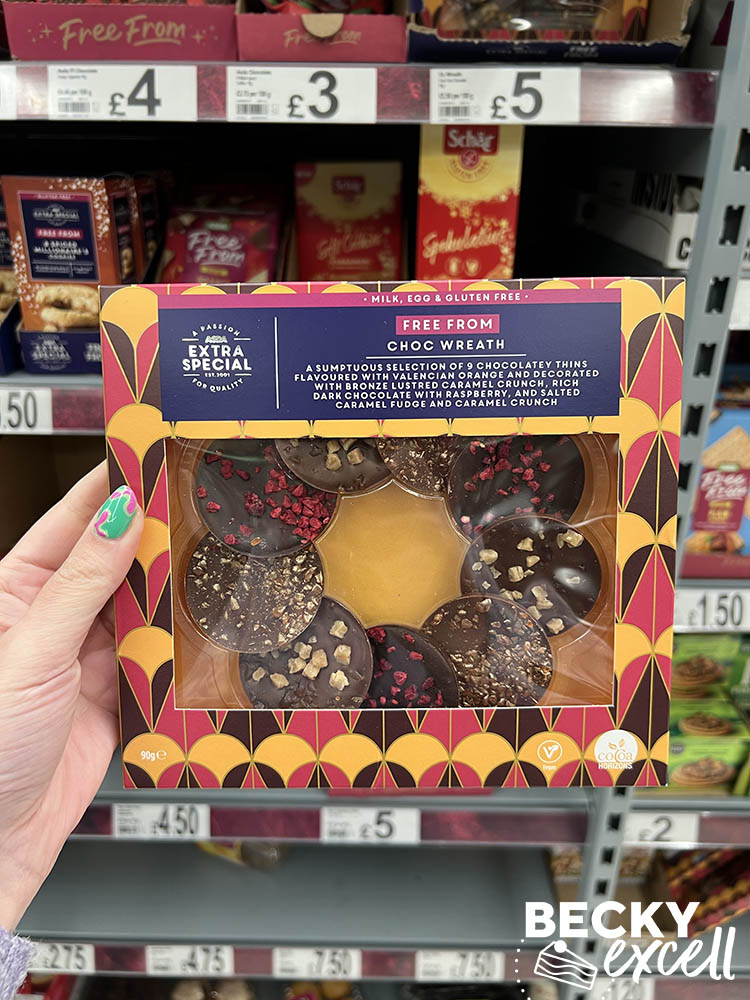 Free From
Free From
£4
£3
£5
Schär
EXTRA
SPECIAL
FREE FROM
Free From
Schär
.50
£1.50
• MILK, EGG & GLUTEN FREE •
A PASSION
ASDA
EXTRA
SPECIAL
EST. 2001
FOR QUALITY
FREE FROM
CHOC WREATH
A SUMPTUOUS SELECTION OF 9 CHOCOLATEY THINS
FLAVOURED WITH VALENCIAN ORANGE AND DECORATED
WITH BRONZE LUSTRED CARAMEL CRUNCH, RICH
DARK CHOCOLATE WITH RASPBERRY, AND SALTED
CARAMEL FUDGE AND CARAMEL CRUNCH
Free From
90g e
Vegan
cocoa
HORIZONS
£4.50
£5
£2
£2.75
£4.75
£7.50
£7.50
BECKY
excell